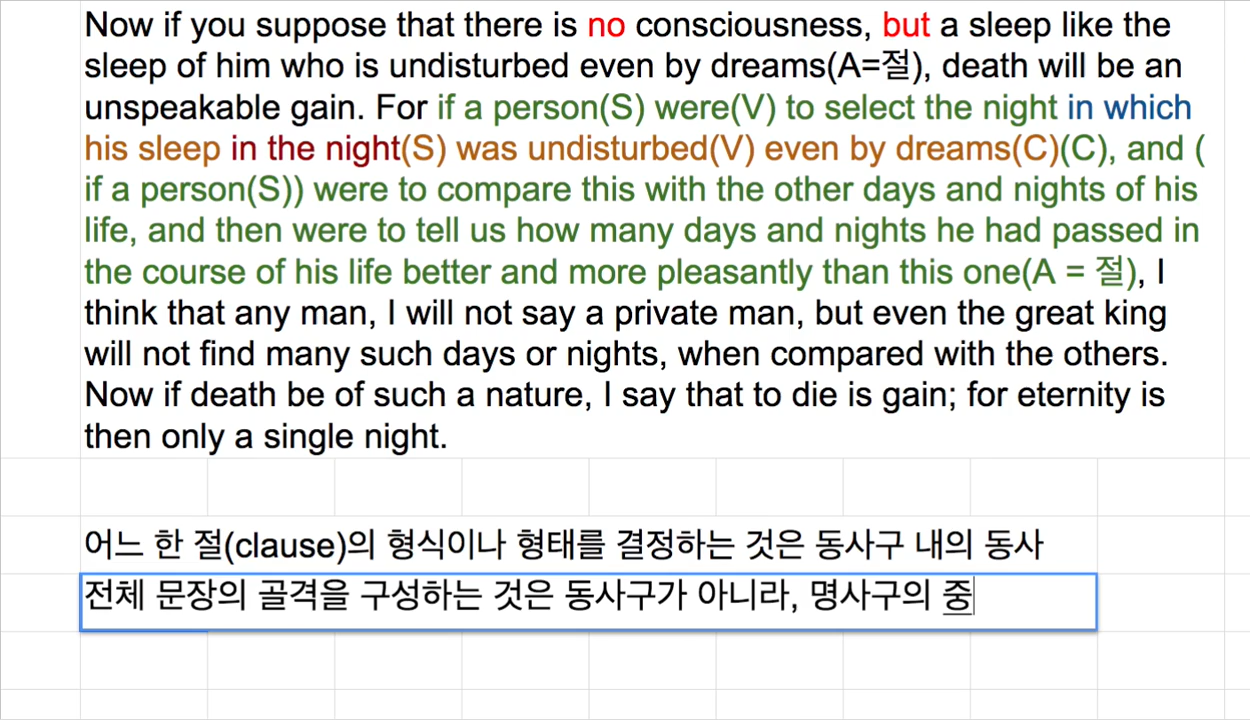 Now if you suppose that there is no consciousness, but a sleep like the
sleep of him who is undisturbed even by dreams(A=절), death will be an
unspeakable gain. For if a person(S) were(V) to select the night in which
his sleep in the night(S) was undisturbed(V) even by dreams(C)(C), and (
if a person(S)) were to compare this with the other days and nights of his
life, and then were to tell us how many days and nights he had passed in
the course of his life better and more pleasantly than this one(A = 절), I
think that any man, I will not say a private man, but even the great king
will not find many such days or nights, when compared with the others.
Now if death be of such a nature, I say that to die is gain; for eternity is
then only a single night.
어느 한 절(clause)의 형식이나 형태를 결정하는 것은 동사구 내의 동사
전체 문장의 골격을 구성하는 것은 동사구가 아니라, 명사구의 중